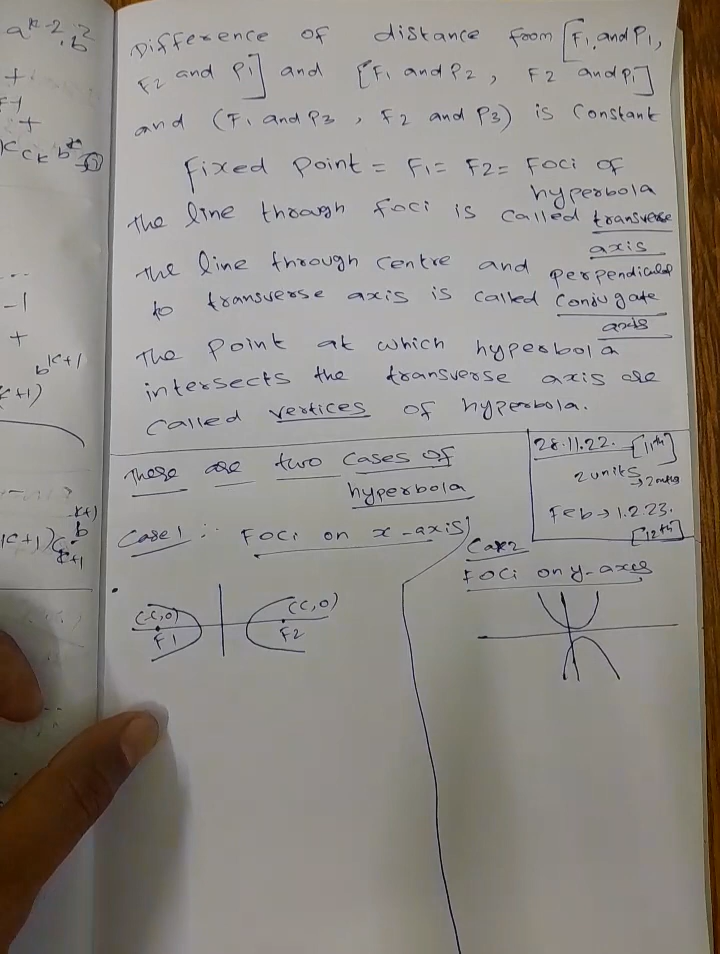 Difference of distance from [F1 and P1,
F2 and P1] and [F1 and P2, F2 and P1]
and (F1 and P3, F2 and P3) is constant
Fixed Point = F1 = F2 = Foci of
hyperbola
The line through foci is called transverse
axis
The line through centre and perpendicular
to transverse axis is called Conjugate
axis
The Point at which hyperbola
intersects the transverse axis are
called vertices of hyperbola.
28.11.22. [11th]
2 units
Feb → 1.2.23.
[12th]
There are two cases of
hyperbola
Case 1 :- Foci on x-axis
(-c,0)
F1
(c,0)
F2
Case 2
Foci on y-axes
a^k-2. b^2
+
+
-1
+
b^k+1